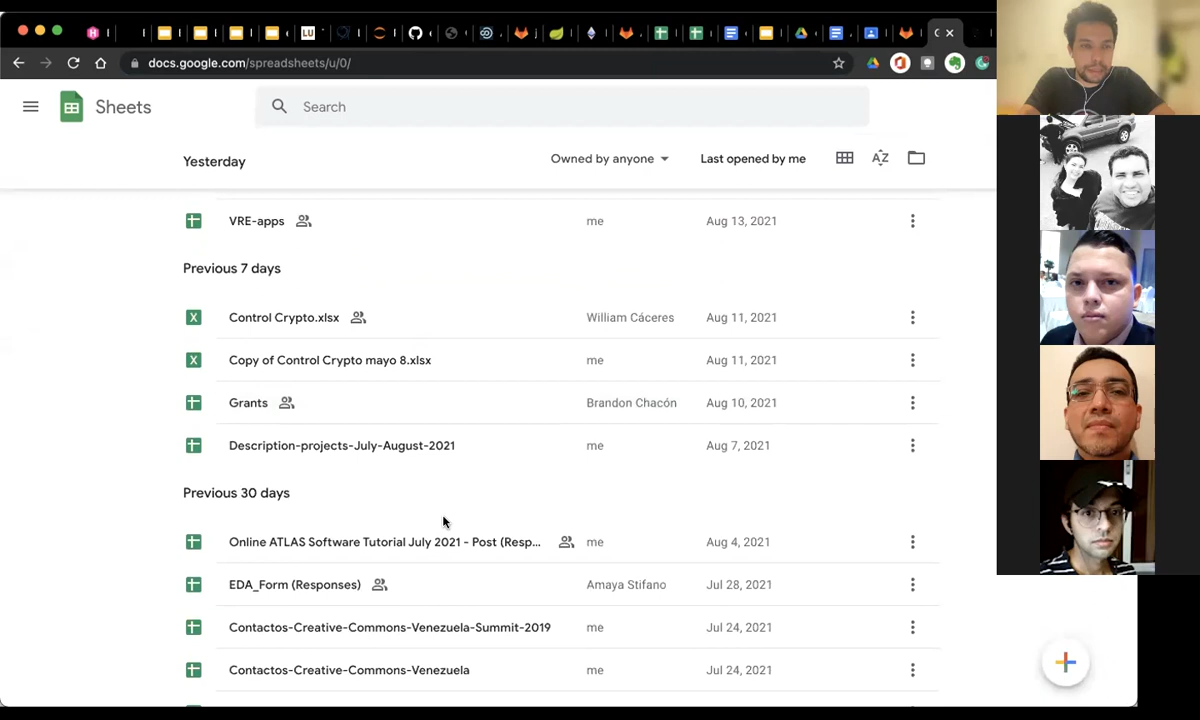 LU
docs.google.com/spreadsheets/u/0/
Sheets
Search
Yesterday
Owned by anyone
Last opened by me
AZ
VRE-apps
me
Aug 13, 2021
Previous 7 days
Control Crypto.xlsx
William Cáceres
Aug 11, 2021
Copy of Control Crypto mayo 8.xlsx
me
Aug 11, 2021
Grants
Brandon Chacón
Aug 10, 2021
Description-projects-July-August-2021
me
Aug 7, 2021
Previous 30 days
Online ATLAS Software Tutorial July 2021 - Post (Resp...
me
Aug 4, 2021
EDA_Form (Responses)
Amaya Stifano
Jul 28, 2021
Contactos-Creative-Commons-Venezuela-Summit-2019
me
Jul 24, 2021
Contactos-Creative-Commons-Venezuela
me
Jul 24, 2021